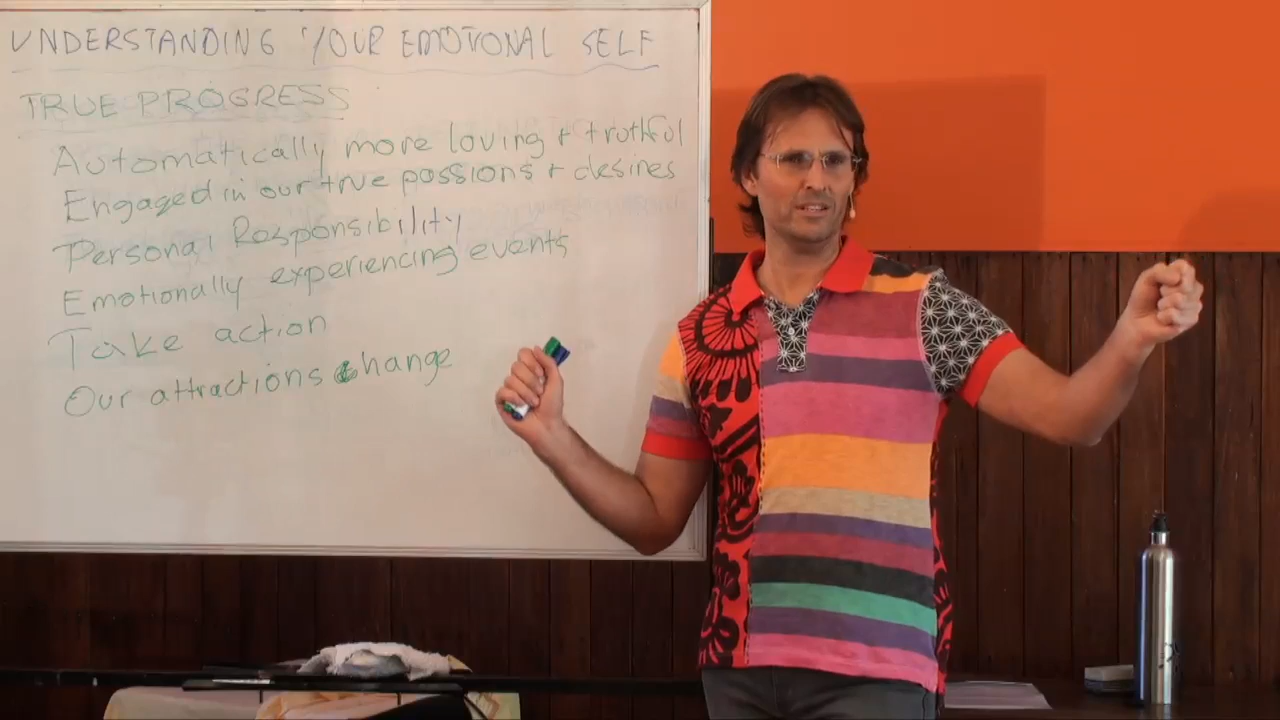 UNDERSTANDING YOUR EMOTIONAL SELF
TRUE PROGRESS
Automatically more loving + truthful
Engaged in our true passions + desires
Personal Responsibility
Emotionally experiencing events
Take action
Our attractions change